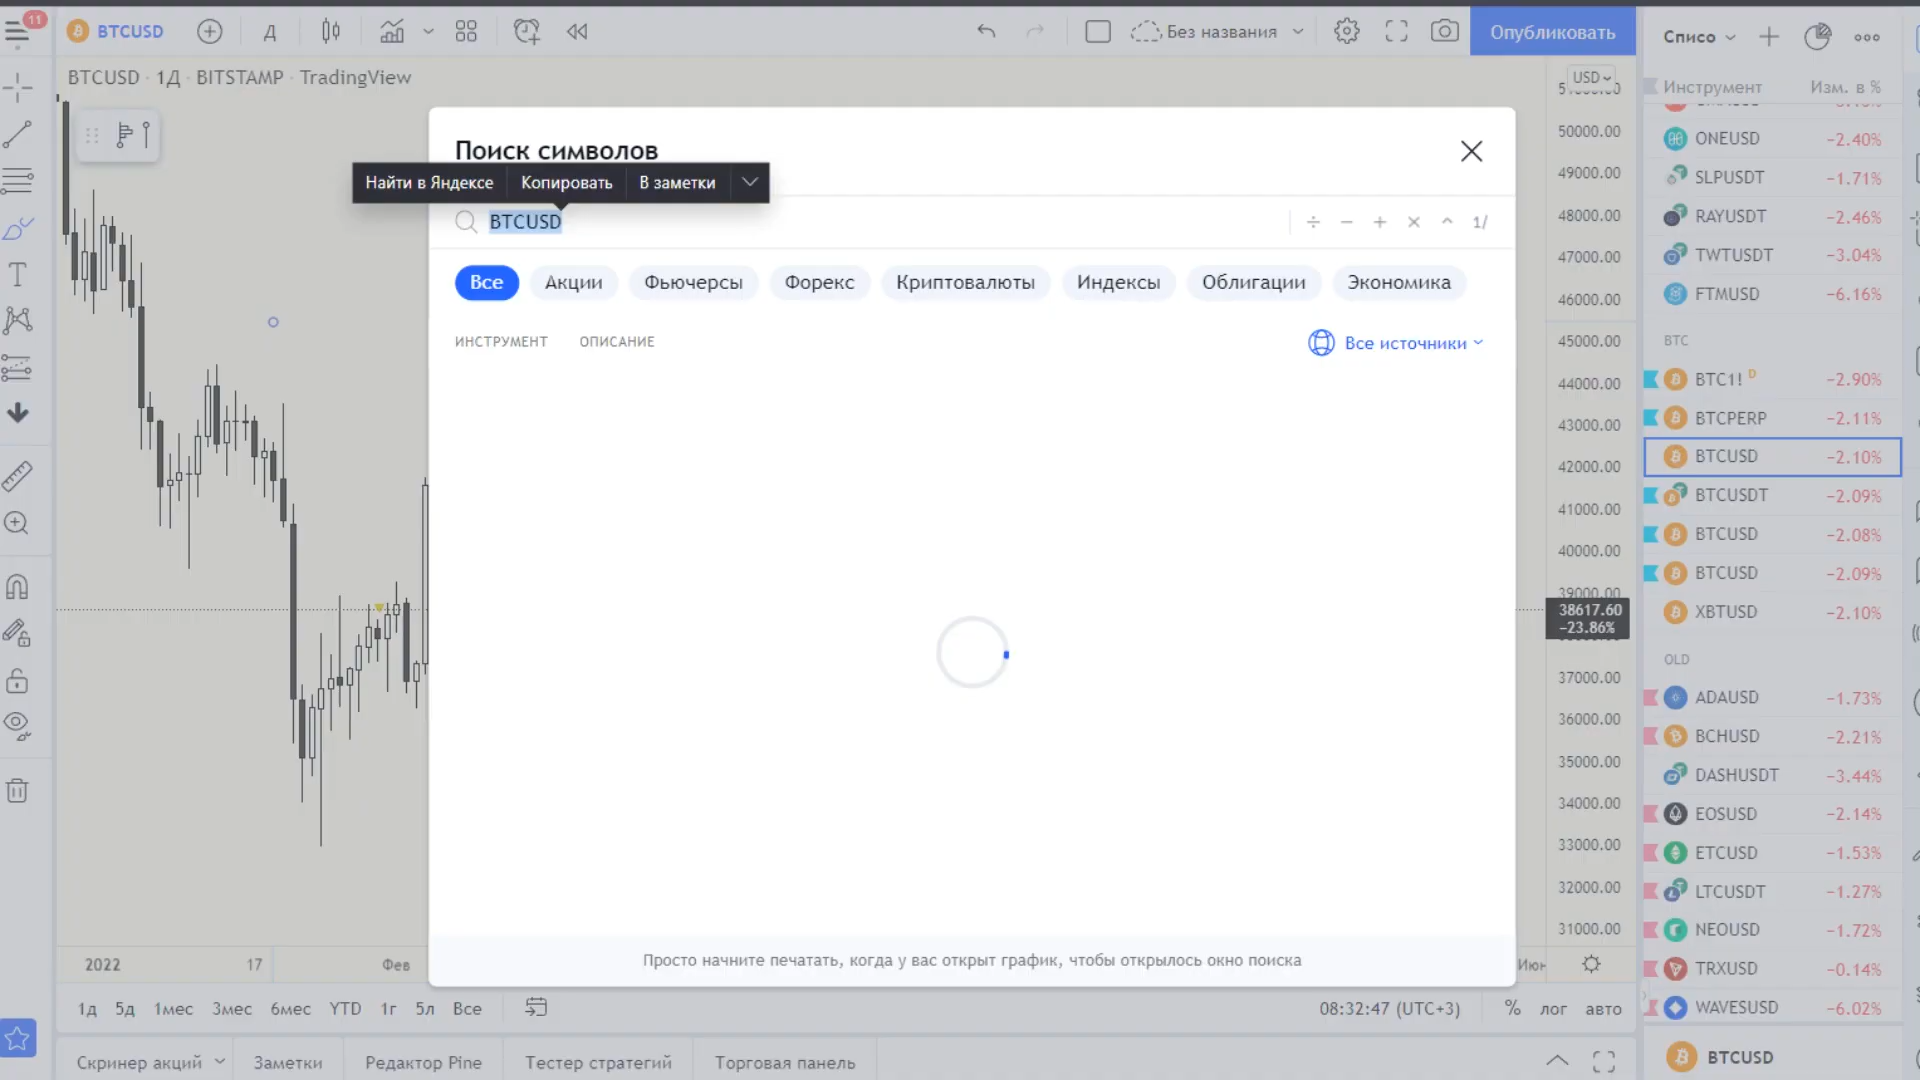 11
BTCUSD
Д
Без названия
Опубликовать
Списо
BTCUSD · 1Д · BITSTAMP · TradingView
USD
Инструмент
Изм. в %
50000.00
49000.00
48000.00
47000.00
46000.00
45000.00
44000.00
43000.00
42000.00
41000.00
40000.00
39000.00
38617.60
−23.86%
37000.00
36000.00
35000.00
34000.00
33000.00
32000.00
31000.00
Поиск символов
Найти в Яндексе
Копировать
В заметки
BTCUSD
÷ − + × ^ 1/
Все
Акции
Фьючерсы
Форекс
Криптовалюты
Индексы
Облигации
Экономика
ИНСТРУМЕНТ
ОПИСАНИЕ
Все источники
Просто начните печатать, когда у вас открыт график, чтобы открылось окно поиска
ONEUSD −2.40%
SLPUSDT −1.71%
RAYUSDT −2.46%
TWTUSDT −3.04%
FTMUSD −6.16%
BTC
BTC1! D −2.90%
BTCPERP −2.11%
BTCUSD −2.10%
BTCUSDT −2.09%
BTCUSD −2.08%
BTCUSD −2.09%
XBTUSD −2.10%
OLD
ADAUSD −1.73%
BCHUSD −2.21%
DASHUSDT −3.44%
EOSUSD −2.14%
ETCUSD −1.53%
LTCUSDT −1.27%
NEOUSD −1.72%
TRXUSD −0.14%
WAVESUSD −6.02%
BTCUSD
2022
17
Фев
Июн
1д 5д 1мес 3мес 6мес YTD 1г 5л Все
08:32:47 (UTC+3)
% лог авто
Скринер акций
Заметки
Редактор Pine
Тестер стратегий
Торговая панель